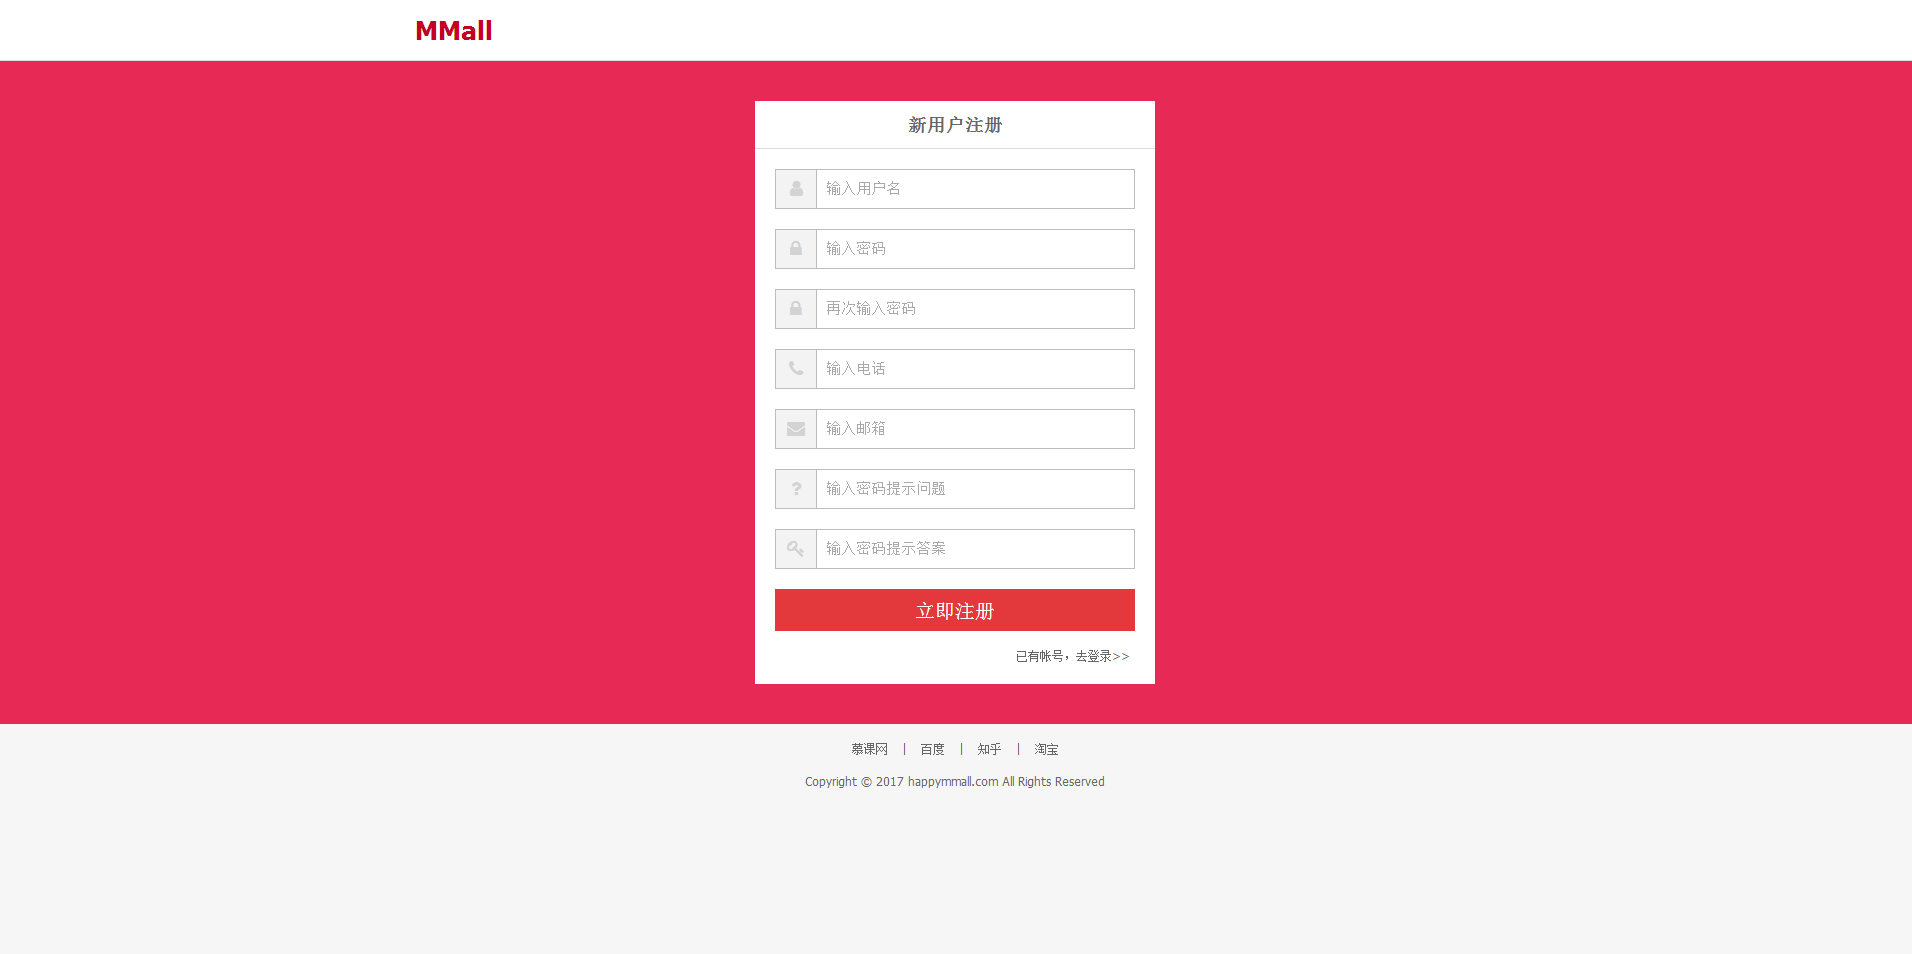 MMall
新用户注册
输入用户名
输入密码
再次输入密码
输入电话
输入邮箱
输入密码提示问题
输入密码提示答案
立即注册
已有帐号，去登录>>
慕课网 | 百度 | 知乎 | 淘宝
Copyright © 2017 happymmall.com All Rights Reserved